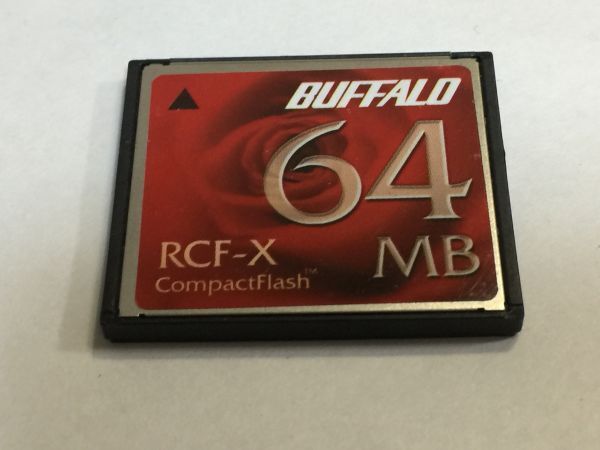 BUFFALO
64
MB
RCF-X
CompactFlash™